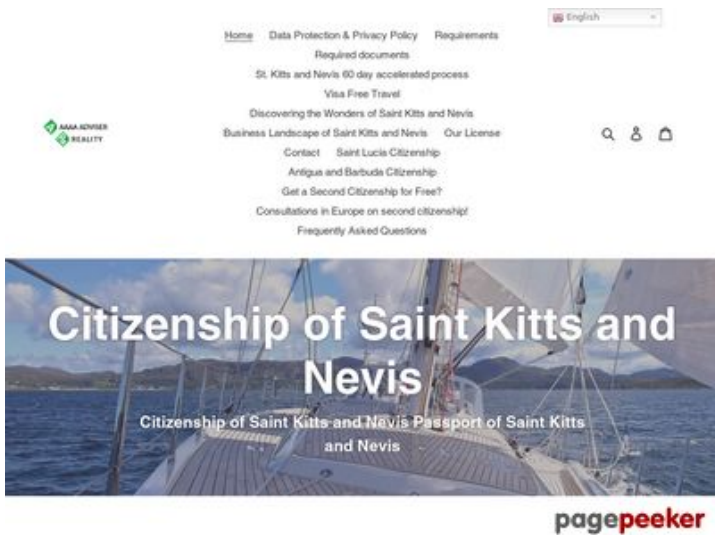 English
Home Data Protection & Privacy Policy Requirements
Required documents
St. Kitts and Nevis 60 day accelerated process
Visa Free Travel
Discovering the Wonders of Saint Kitts and Nevis
AAAA ADVISER
REALITY
Business Landscape of Saint Kitts and Nevis Our License
Contact Saint Lucia Citizenship
Antigua and Barbuda Citizenship
Get a Second Citizenship for Free?
Consultations in Europe on second citizenship!
Frequently Asked Questions
Citizenship of Saint Kitts and
Nevis
Citizenship of Saint Kitts and Nevis Passport of Saint Kitts
and Nevis
pagepeeker